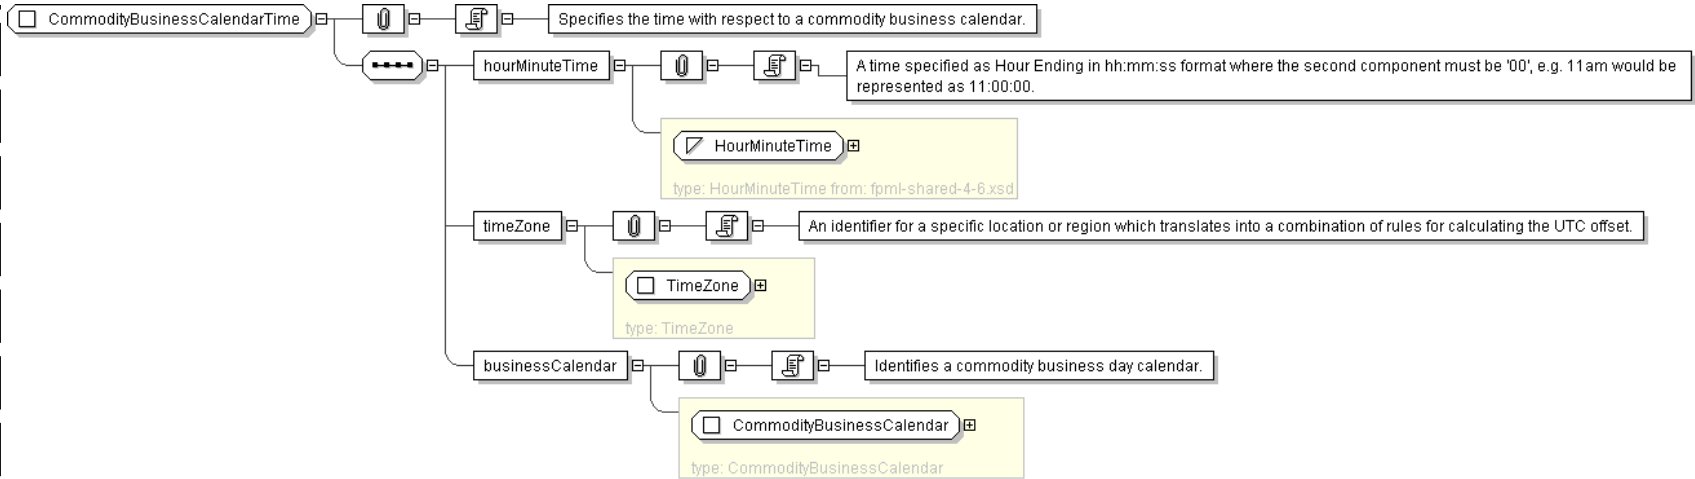 CommodityBusinessCalendarTime
Specifies the time with respect to a commodity business calendar.
hourMinuteTime
A time specified as Hour Ending in hh:mm:ss format where the second component must be '00', e.g. 11am would be
represented as 11:00:00.
HourMinuteTime
type: HourMinuteTime from: fpml-shared-4-6.xsd
timeZone
An identifier for a specific location or region which translates into a combination of rules for calculating the UTC offset.
TimeZone
type: TimeZone
businessCalendar
Identifies a commodity business day calendar.
CommodityBusinessCalendar
type: CommodityBusinessCalendar